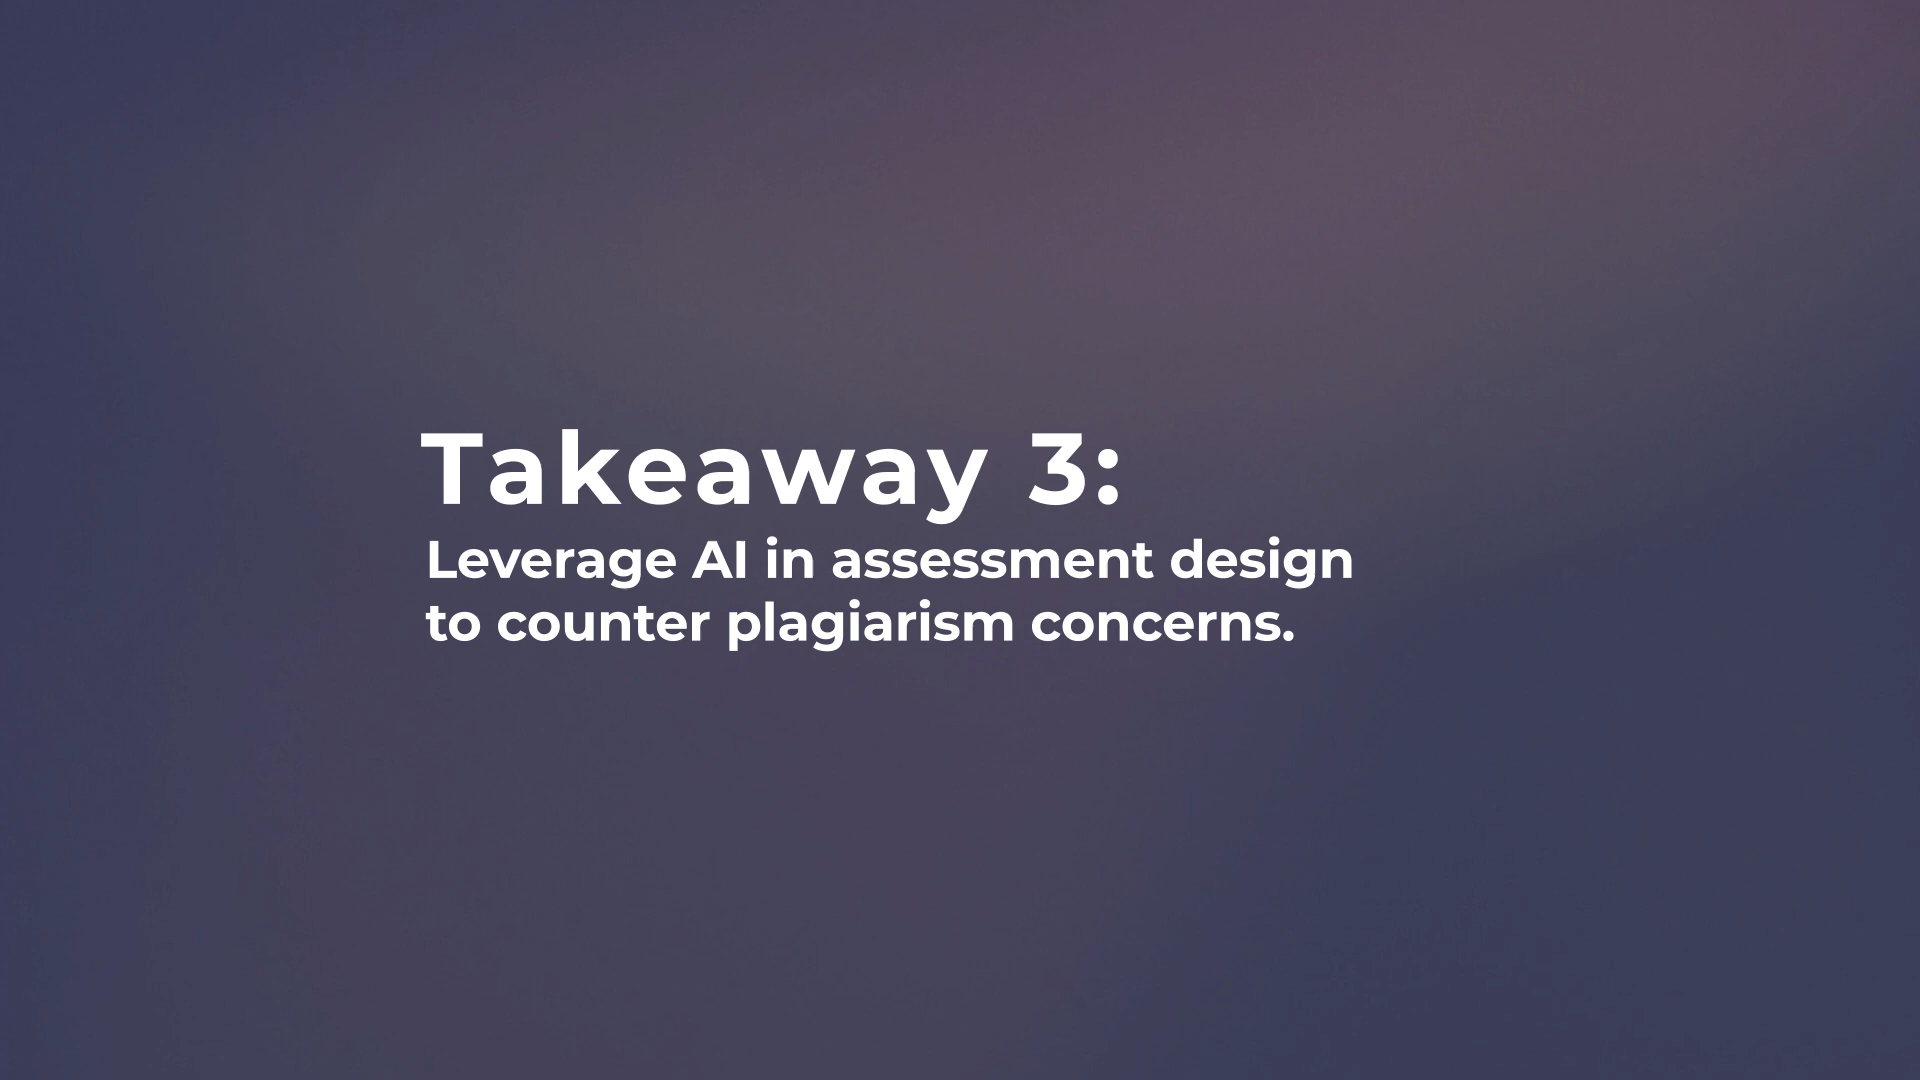 Takeaway 3:
Leverage AI in assessment design
to counter plagiarism concerns.